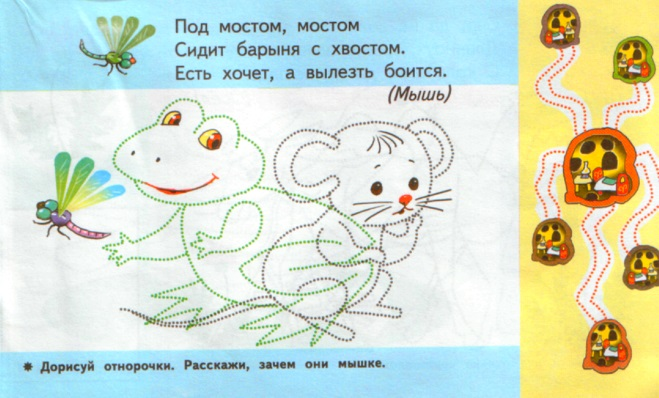 Под мостом, мостом
Сидит барыня с хвостом.
Есть хочет, а вылезть боится.
(Мышь)
✷ Дорисуй отнорочки. Расскажи, зачем они мышке.